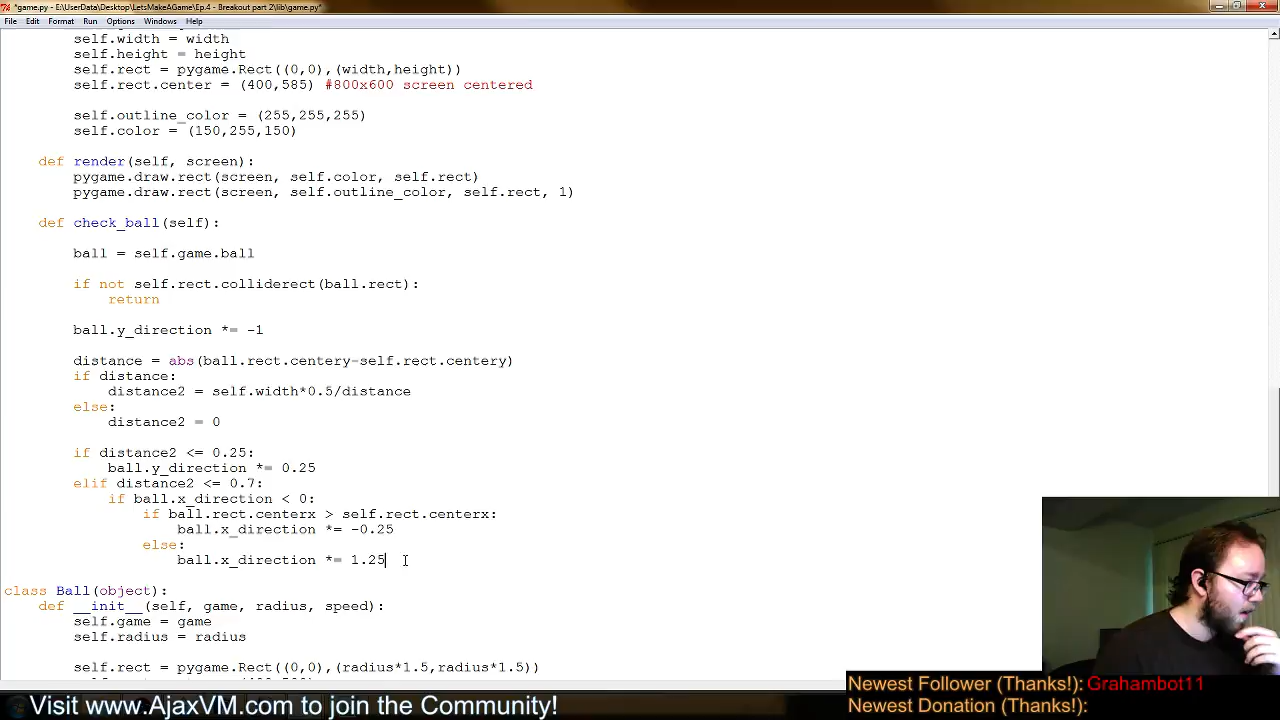 *game.py - E:\UserData\Desktop\LetsMakeAGame\Ep.4 - Breakout part 2\lib\game.py*
File Edit Format Run Options Windows Help
self.width = width
self.height = height
self.rect = pygame.Rect((0,0),(width,height))
self.rect.center = (400,585) #800x600 screen centered
self.outline_color = (255,255,255)
self.color = (150,255,150)
def render(self, screen):
pygame.draw.rect(screen, self.color, self.rect)
pygame.draw.rect(screen, self.outline_color, self.rect, 1)
def check_ball(self):
ball = self.game.ball
if not self.rect.colliderect(ball.rect):
return
ball.y_direction *= -1
distance = abs(ball.rect.centery-self.rect.centery)
if distance:
distance2 = self.width*0.5/distance
else:
distance2 = 0
if distance2 <= 0.25:
ball.y_direction *= 0.25
elif distance2 <= 0.7:
if ball.x_direction < 0:
if ball.rect.centerx > self.rect.centerx:
ball.x_direction *= -0.25
else:
ball.x_direction *= 1.25
class Ball(object):
def __init__(self, game, radius, speed):
self.game = game
self.radius = radius
self.rect = pygame.Rect((0,0),(radius*1.5,radius*1.5))
Newest Follower (Thanks!): Grahambot11
Newest Donation (Thanks!):
Visit www.AjaxVM.com to join the Community!